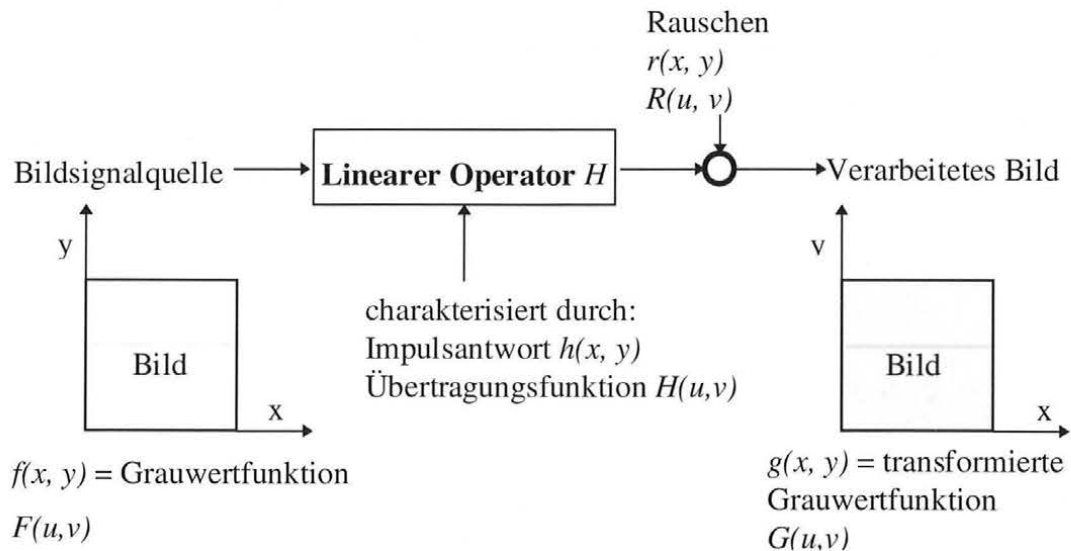 Rauschen
r(x, y)
R(u, v)
Bildsignalquelle
Linearer Operator H
Verarbeitetes Bild
y
Bild
x
charakterisiert durch:
Impulsantwort h(x, y)
Übertragungsfunktion H(u,v)
v
Bild
x
f(x, y) = Grauwertfunktion
F(u,v)
g(x, y) = transformierte
Grauwertfunktion
G(u,v)